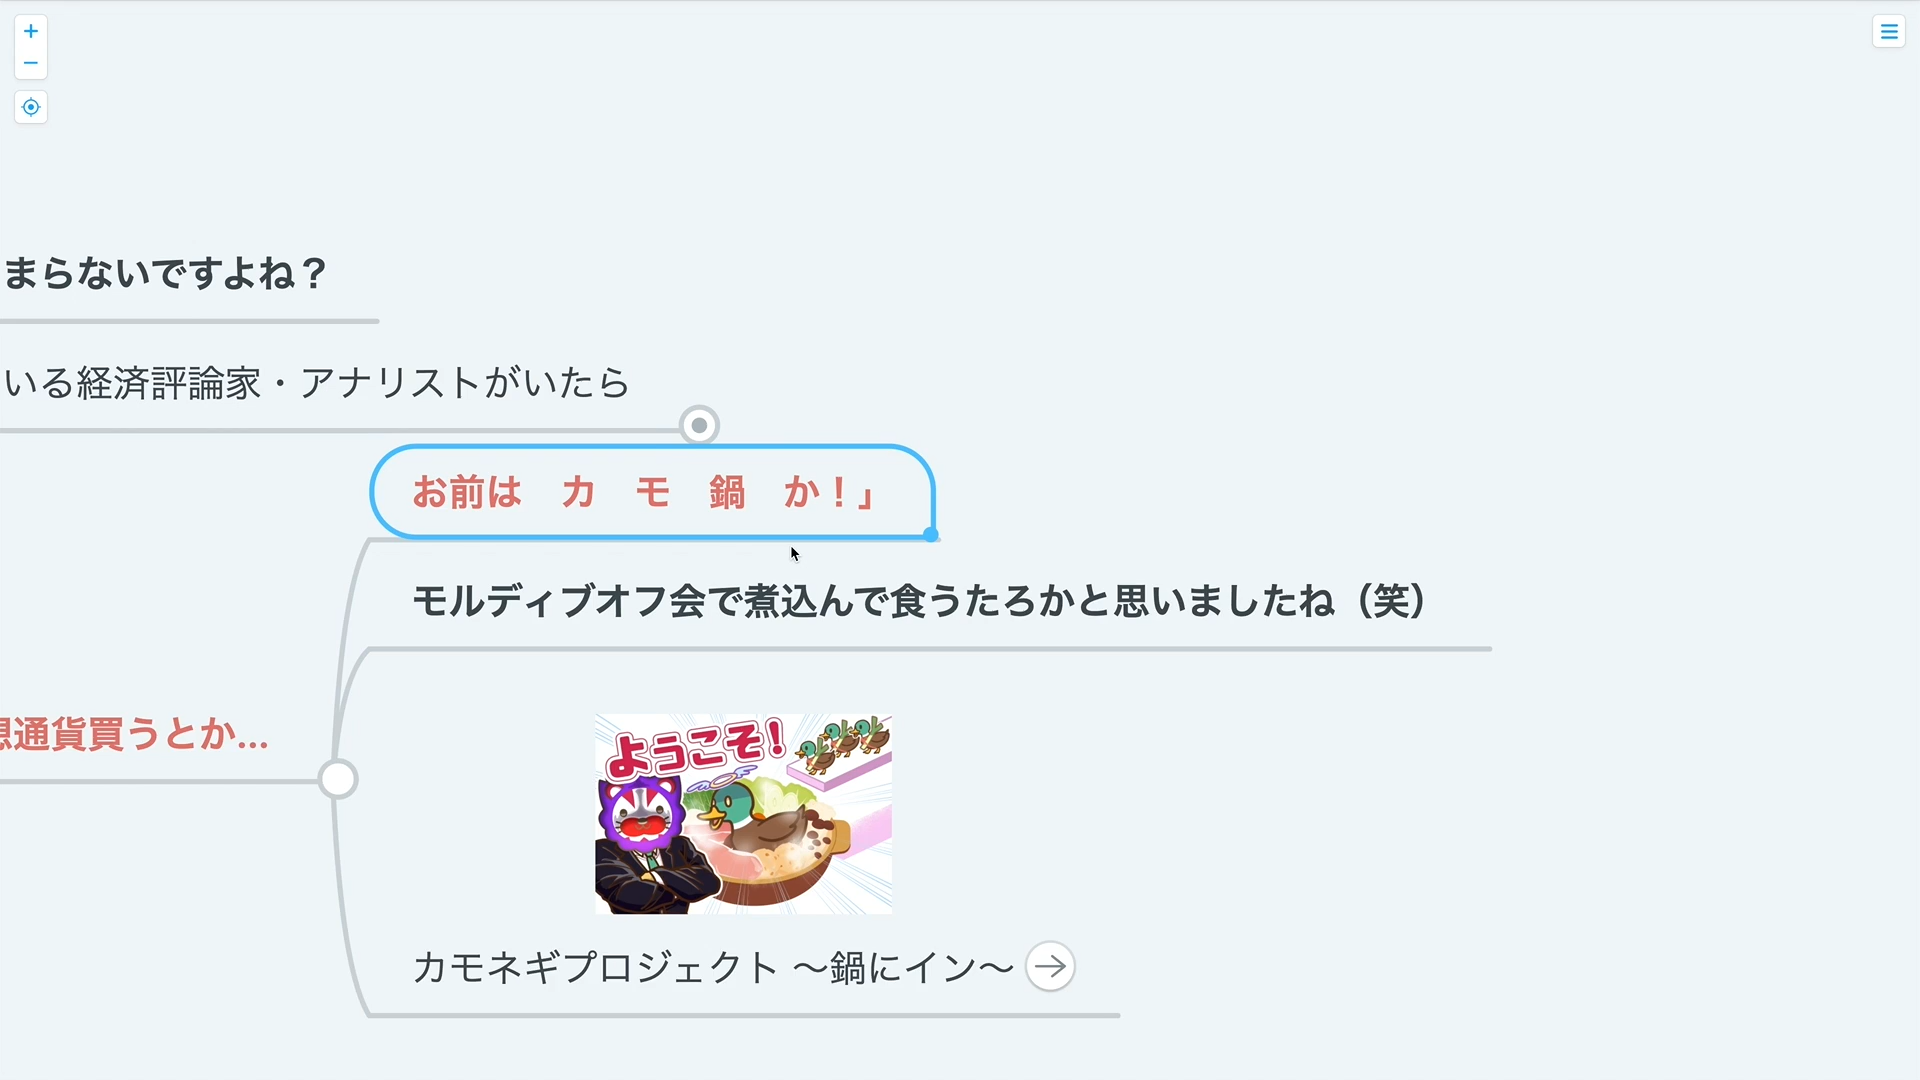 まらないですよね？
いる経済評論家・アナリストがいたら
お前は　カ　モ　鍋　か！」
モルディブオフ会で煮込んで食うたろかと思いましたね（笑）
想通貨買うとか...
ようこそ！
カモネギプロジェクト 〜鍋にイン〜